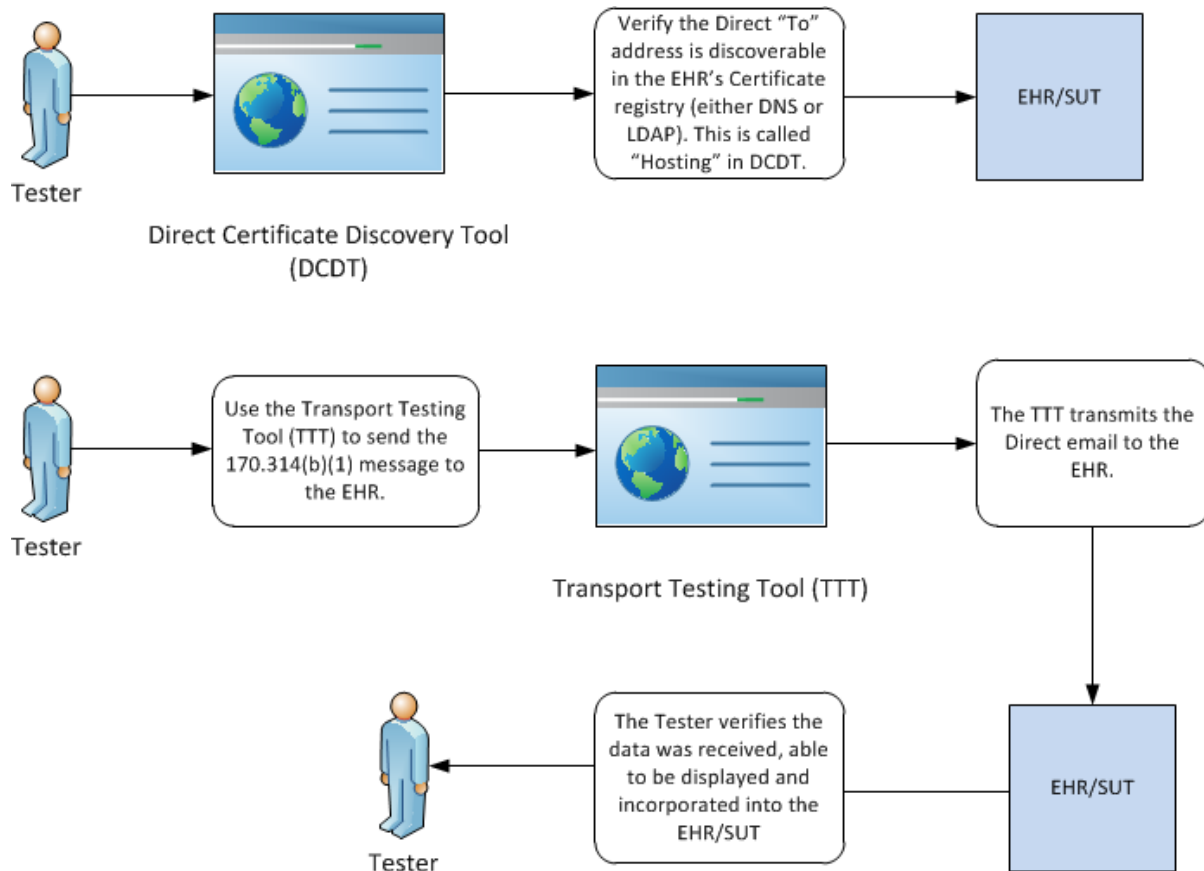 Verify the Direct “To”
address is discoverable
in the EHR’s Certificate
registry (either DNS or
LDAP). This is called
“Hosting” in DCDT.
EHR/SUT
Tester
Direct Certificate Discovery Tool
(DCDT)
Use the Transport Testing
Tool (TTT) to send the
170.314(b)(1) message to
the EHR.
The TTT transmits the
Direct email to the
EHR.
Tester
Transport Testing Tool (TTT)
The Tester verifies the
data was received, able
to be displayed and
incorporated into the
EHR/SUT
EHR/SUT
Tester